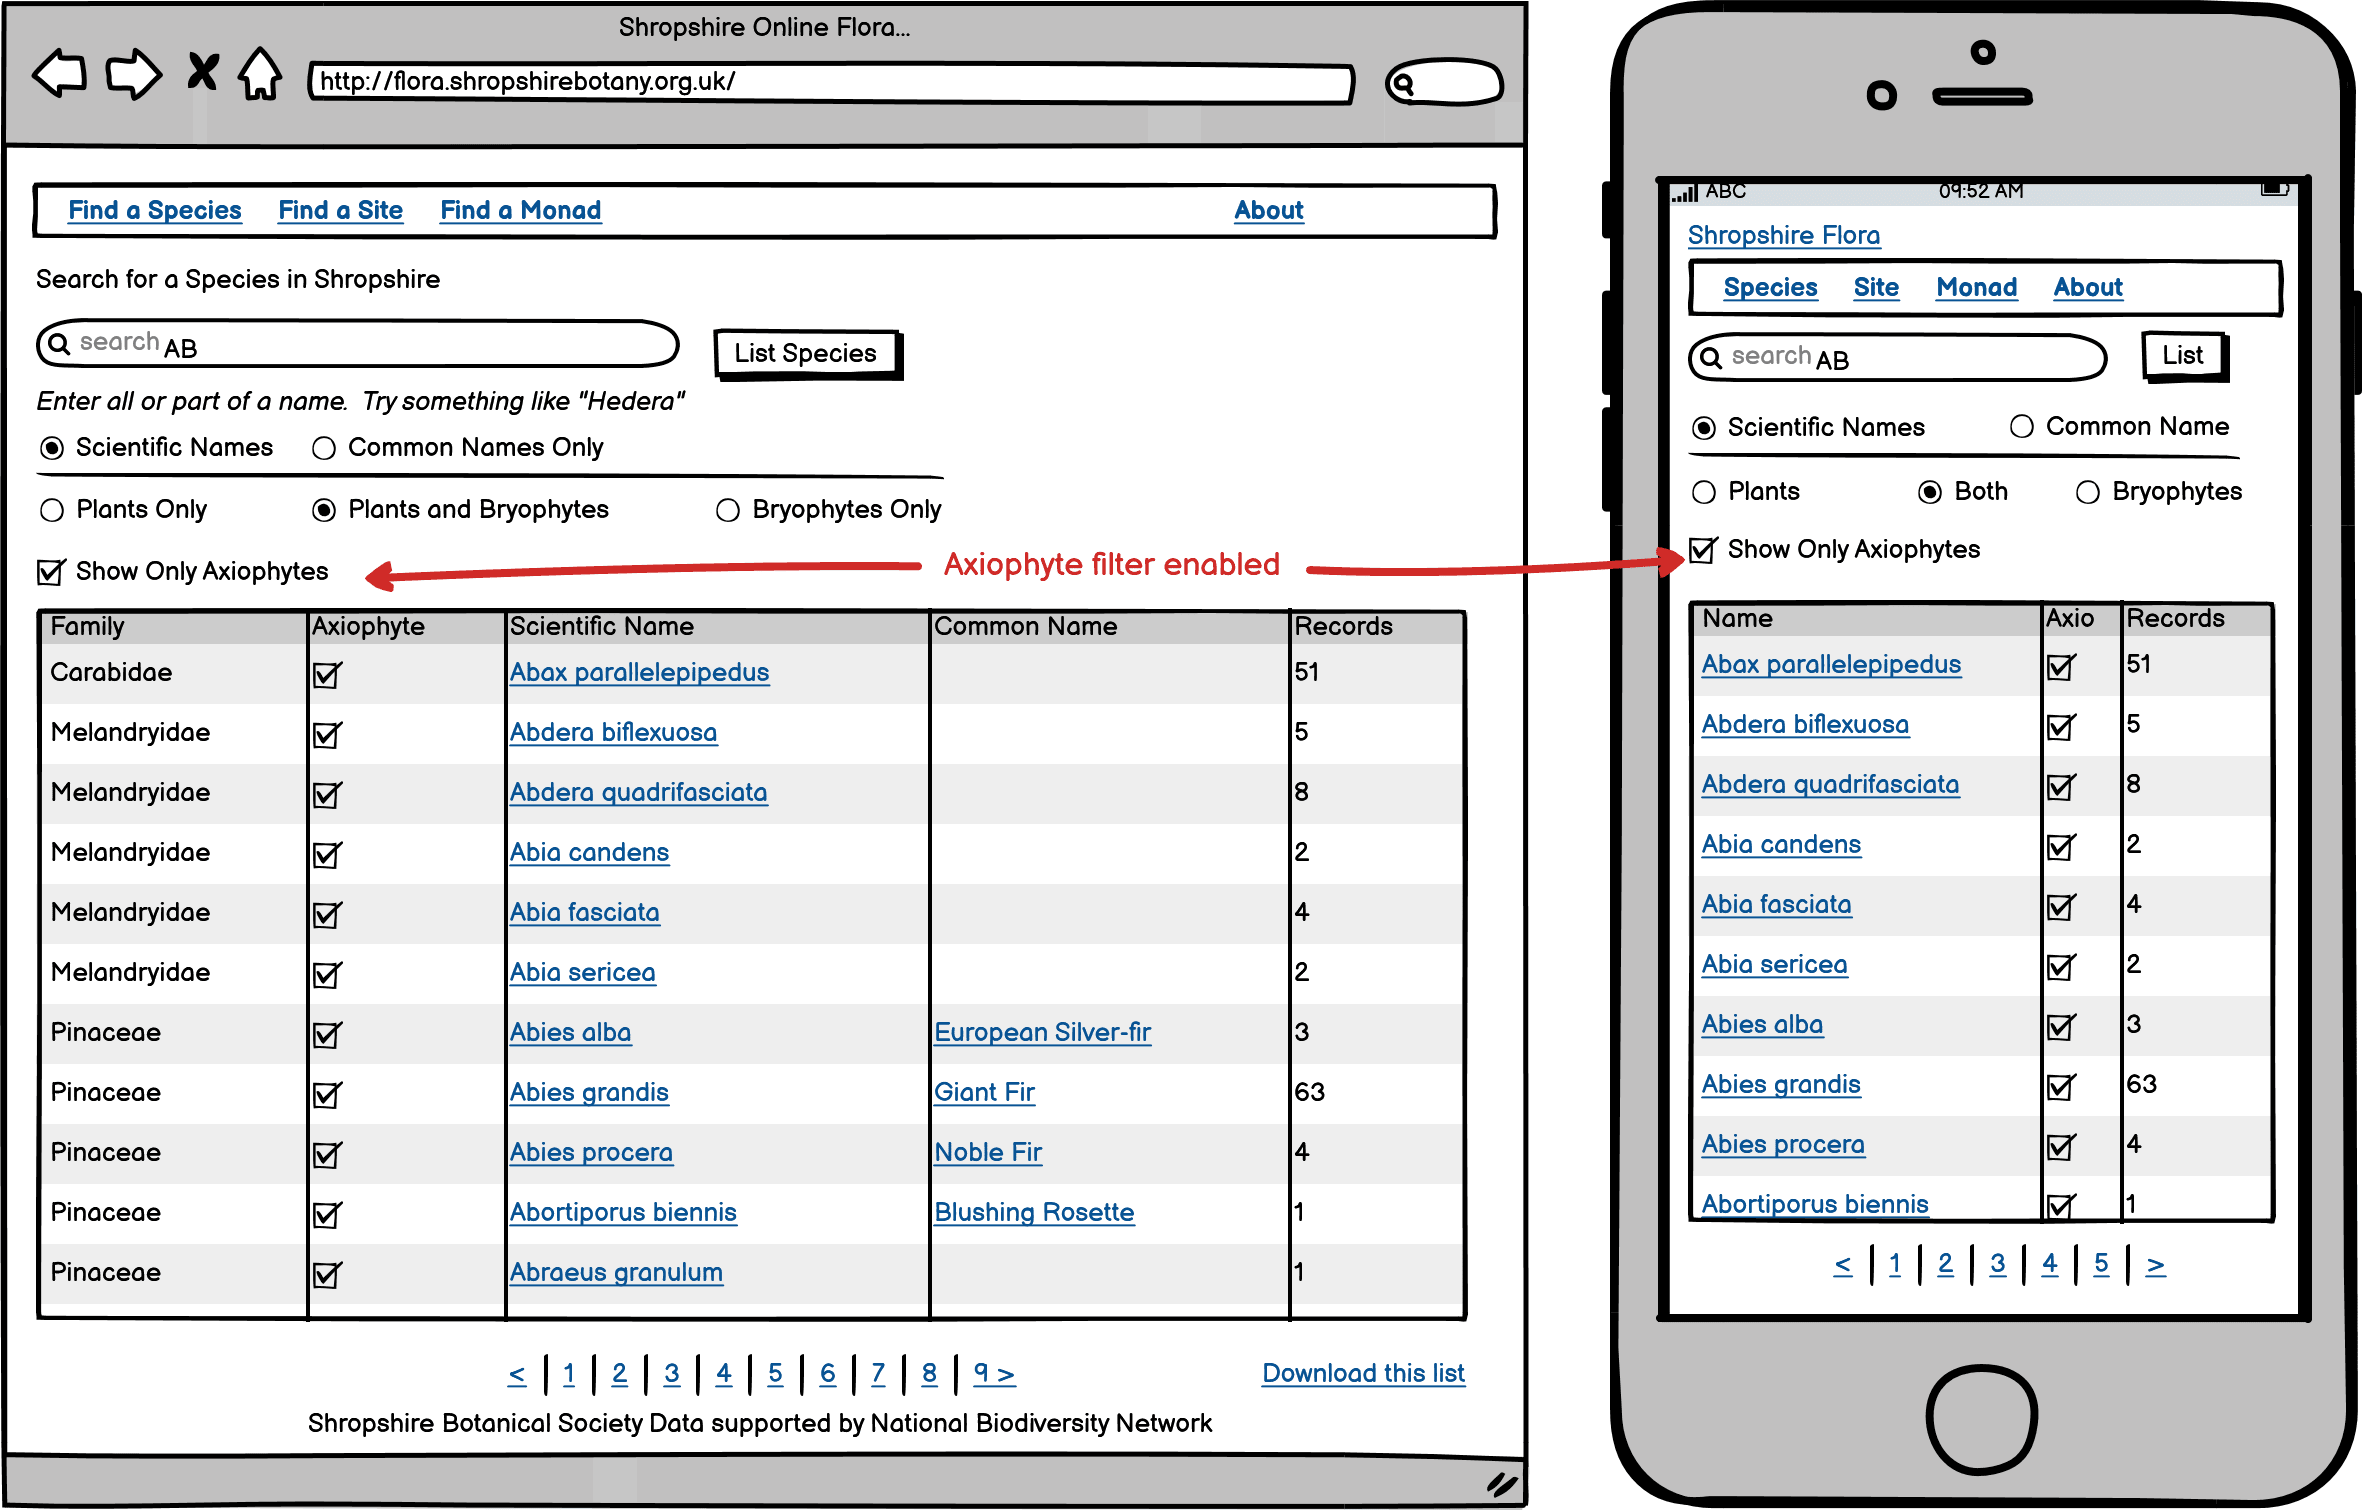 Shropshire Online Flora...
http://flora.shropshirebotany.org.uk/
Find a Species Find a Site Find a Monad About
Search for a Species in Shropshire
search AB List Species
Enter all or part of a name. Try something like "Hedera"
Scientific Names Common Names Only
Plants Only Plants and Bryophytes Bryophytes Only
Show Only Axiophytes
Axiophyte filter enabled
Family Axiophyte Scientific Name Common Name Records
Carabidae Abax parallelepipedus 51
Melandryidae Abdera biflexuosa 5
Melandryidae Abdera quadrifasciata 8
Melandryidae Abia candens 2
Melandryidae Abia fasciata 4
Melandryidae Abia sericea 2
Pinaceae Abies alba European Silver-fir 3
Pinaceae Abies grandis Giant Fir 63
Pinaceae Abies procera Noble Fir 4
Pinaceae Abortiporus biennis Blushing Rosette 1
Pinaceae Abraeus granulum 1
< | 1 | 2 | 3 | 4 | 5 | 6 | 7 | 8 | 9 > Download this list
Shropshire Botanical Society Data supported by National Biodiversity Network
ABC 09:52 AM
Shropshire Flora
Species Site Monad About
search AB List
Scientific Names Common Name
Plants Both Bryophytes
Show Only Axiophytes
Name Axio Records
Abax parallelepipedus 51
Abdera biflexuosa 5
Abdera quadrifasciata 8
Abia candens 2
Abia fasciata 4
Abia sericea 2
Abies alba 3
Abies grandis 63
Abies procera 4
Abortiporus biennis 1
< | 1 | 2 | 3 | 4 | 5 | >